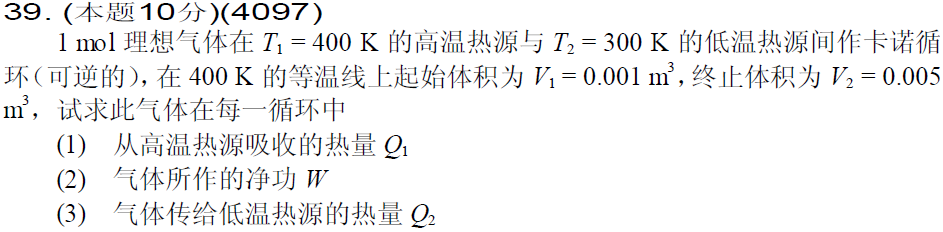 39. (本题10分)(4097)
1 mol 理想气体在 T₁ = 400 K 的高温热源与 T₂ = 300 K 的低温热源间作卡诺循
环(可逆的)，在 400 K 的等温线上起始体积为 V₁ = 0.001 m³，终止体积为 V₂ = 0.005
m³，试求此气体在每一循环中
(1) 从高温热源吸收的热量 Q₁
(2) 气体所作的净功 W
(3) 气体传给低温热源的热量 Q₂